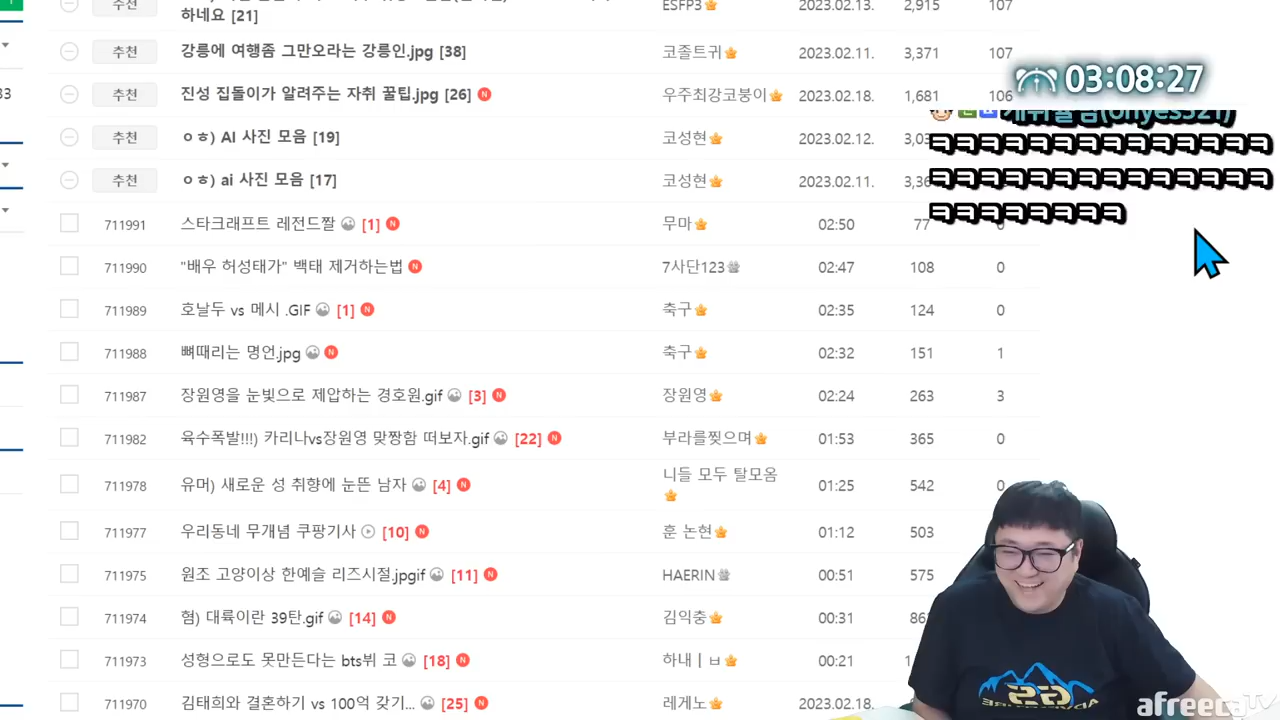 하네요 [21]
ESFP3
2023.02.13.
2,915
107
추천
강릉에 여행좀 그만오라는 강릉인.jpg [38]
코졸트귀
2023.02.11.
3,371
107
03:08:27
33
추천
진성 집돌이가 알려주는 자취 꿀팁.jpg [26] N
우주최강코붕이
2023.02.18.
1,681
106
추천
ㅇㅎ) AI 사진 모음 [19]
코성현
2023.02.12.
ㅋㅋㅋㅋㅋㅋㅋㅋㅋㅋㅋㅋㅋㅋ
추천
ㅇㅎ) ai 사진 모음 [17]
코성현
2023.02.11.
ㅋㅋㅋㅋㅋㅋㅋㅋㅋㅋㅋㅋㅋㅋ
ㅋㅋㅋㅋㅋㅋㅋㅋ
711991
스타크래프트 레전드짤 [1] N
무마
02:50
77
0
711990
"배우 허성태가" 백태 제거하는법 N
7사단123
02:47
108
0
711989
호날두 vs 메시 .GIF [1] N
축구
02:35
124
0
711988
뼈때리는 명언.jpg N
축구
02:32
151
1
711987
장원영을 눈빛으로 제압하는 경호원.gif [3] N
장원영
02:24
263
3
711982
육수폭발!!!) 카리나vs장원영 맞짱함 떠보자.gif [22] N
부라를찢으며
01:53
365
0
711978
유머) 새로운 성 취향에 눈뜬 남자 [4] N
니들 모두 탈모옴
01:25
542
0
711977
우리동네 무개념 쿠팡기사 [10] N
훈 논현
01:12
503
711975
원조 고양이상 한예슬 리즈시절.jpgif [11] N
HAERIN
00:51
575
711974
혐) 대륙이란 39탄.gif [14] N
김익충
00:31
711973
성형으로도 못만든다는 bts뷔 코 [18] N
하내ㅣㅂ
00:21
711970
김태희와 결혼하기 vs 100억 갖기... [25] N
레게노
2023.02.18.
afreecaTV